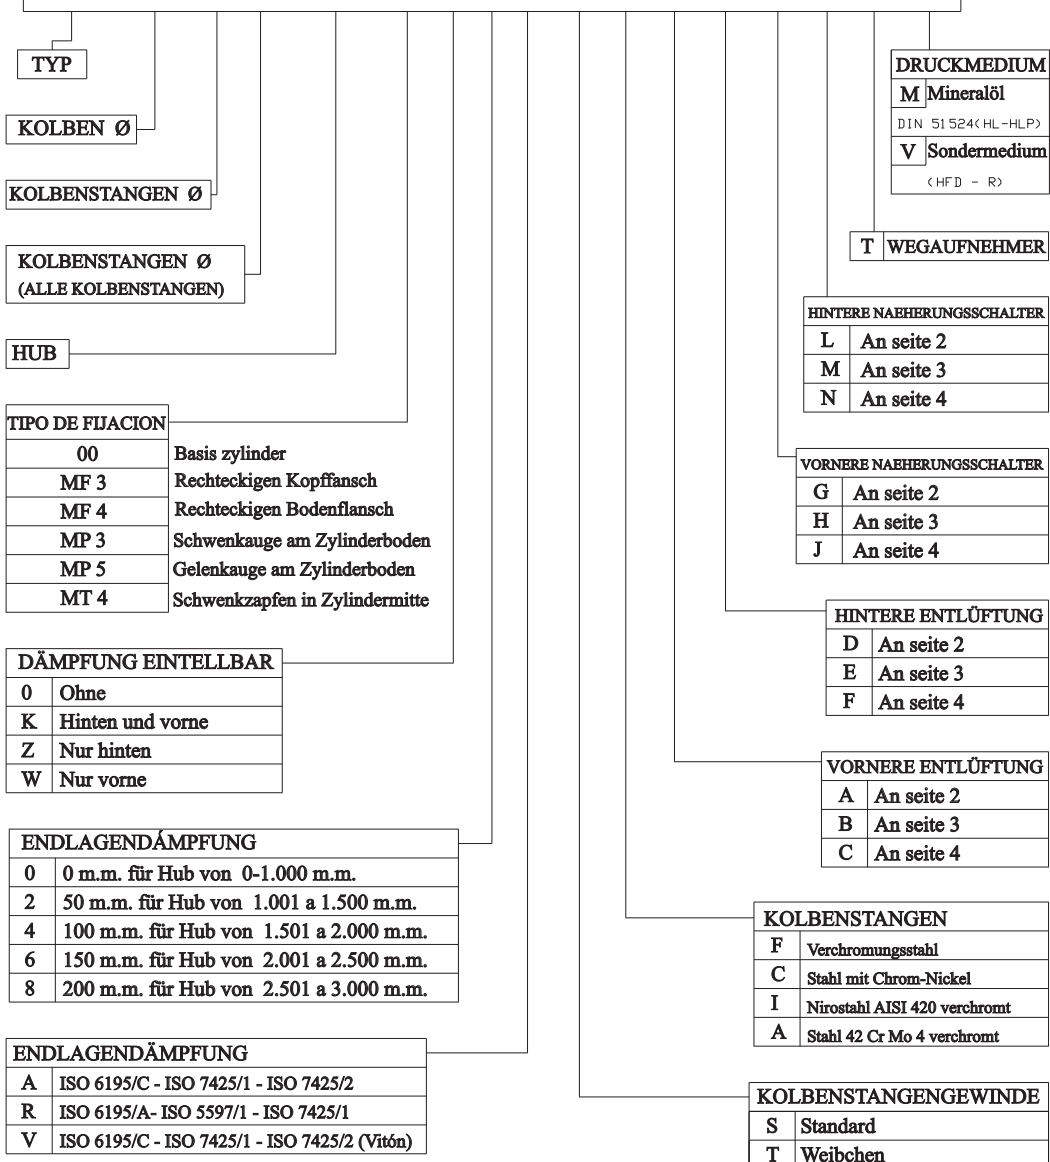 TYP
KOLBEN Ø
KOLBENSTANGEN Ø
KOLBENSTANGEN Ø
(ALLE KOLBENSTANGEN)
HUB
TIPO DE FIJACION
00 Basis zylinder
MF 3 Rechteckigen Kopffansch
MF 4 Rechteckigen Bodenflansch
MP 3 Schwenkauge am Zylinderboden
MP 5 Gelenkauge am Zylinderboden
MT 4 Schwenkzapfen in Zylindermitte
DÄMPFUNG EINTELLBAR
0 Ohne
K Hinten und vorne
Z Nur hinten
W Nur vorne
ENDLAGENDÁMPFUNG
0 0 m.m. für Hub von 0-1.000 m.m.
2 50 m.m. für Hub von 1.001 a 1.500 m.m.
4 100 m.m. für Hub von 1.501 a 2.000 m.m.
6 150 m.m. für Hub von 2.001 a 2.500 m.m.
8 200 m.m. für Hub von 2.501 a 3.000 m.m.
ENDLAGENDÄMPFUNG
A ISO 6195/C - ISO 7425/1 - ISO 7425/2
R ISO 6195/A- ISO 5597/1 - ISO 7425/1
V ISO 6195/C - ISO 7425/1 - ISO 7425/2 (Vitón)
DRUCKMEDIUM
M Mineralöl
DIN 51524(HL-HLP)
V Sondermedium
(HFD - R)
T WEGAUFNEHMER
HINTERE NAEHERUNGSSCHALTER
L An seite 2
M An seite 3
N An seite 4
VORNERE NAEHERUNGSSCHALTER
G An seite 2
H An seite 3
J An seite 4
HINTERE ENTLÜFTUNG
D An seite 2
E An seite 3
F An seite 4
VORNERE ENTLÜFTUNG
A An seite 2
B An seite 3
C An seite 4
KOLBENSTANGEN
F Verchromungsstahl
C Stahl mit Chrom-Nickel
I Nirostahl AISI 420 verchromt
A Stahl 42 Cr Mo 4 verchromt
KOLBENSTANGENGEWINDE
S Standard
T Weibchen